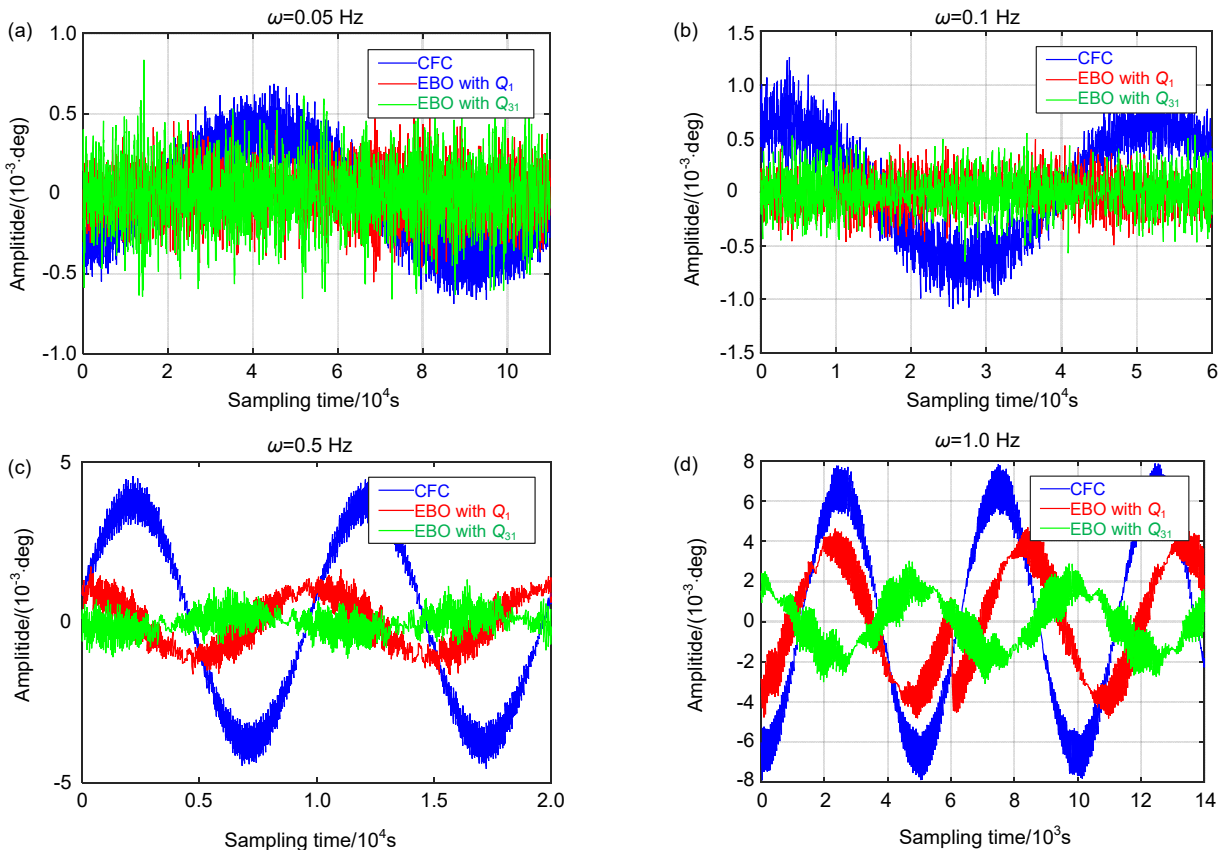 (a)
ω=0.05 Hz
1.0
0.5
0
-0.5
-1.0
Amplitide/(10⁻³·deg)
CFC
EBO with Q₁
EBO with Q₃₁
0 2 4 6 8 10
Sampling time/10⁴s
(b)
ω=0.1 Hz
1.5
1.0
0.5
0
-0.5
-1.0
-1.5
Amplitide/(10⁻³·deg)
CFC
EBO with Q₁
EBO with Q₃₁
0 1 2 3 4 5 6
Sampling time/10⁴s
(c)
ω=0.5 Hz
5
0
-5
Amplitide/(10⁻³·deg)
CFC
EBO with Q₁
EBO with Q₃₁
0 0.5 1.0 1.5 2.0
Sampling time/10⁴s
(d)
ω=1.0 Hz
8
6
4
2
0
-2
-4
-6
-8
Amplitide/(10⁻³·deg)
CFC
EBO with Q₁
EBO with Q₃₁
0 2 4 6 8 10 12 14
Sampling time/10³s